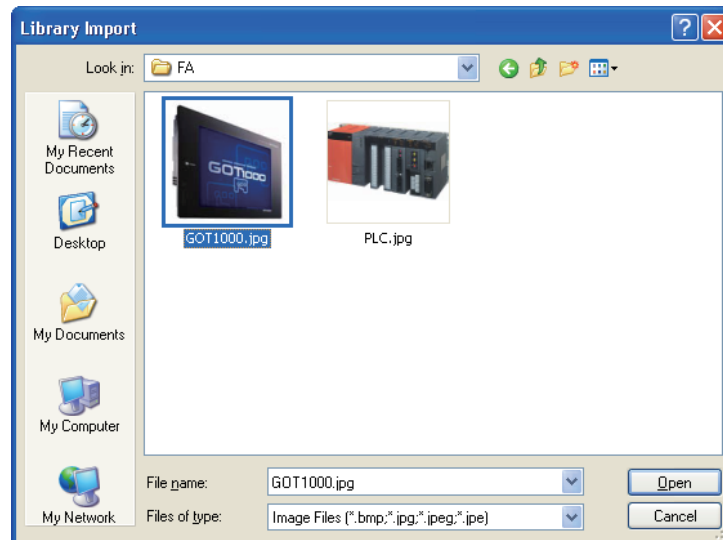 Library Import
Look in:
FA
My Recent
Documents
Desktop
My Documents
My Computer
My Network
GOT1000
GOT1000.jpg
PLC.jpg
File name:
GOT1000.jpg
Open
Files of type:
Image Files (*.bmp;*.jpg;*.jpeg;*.jpe)
Cancel